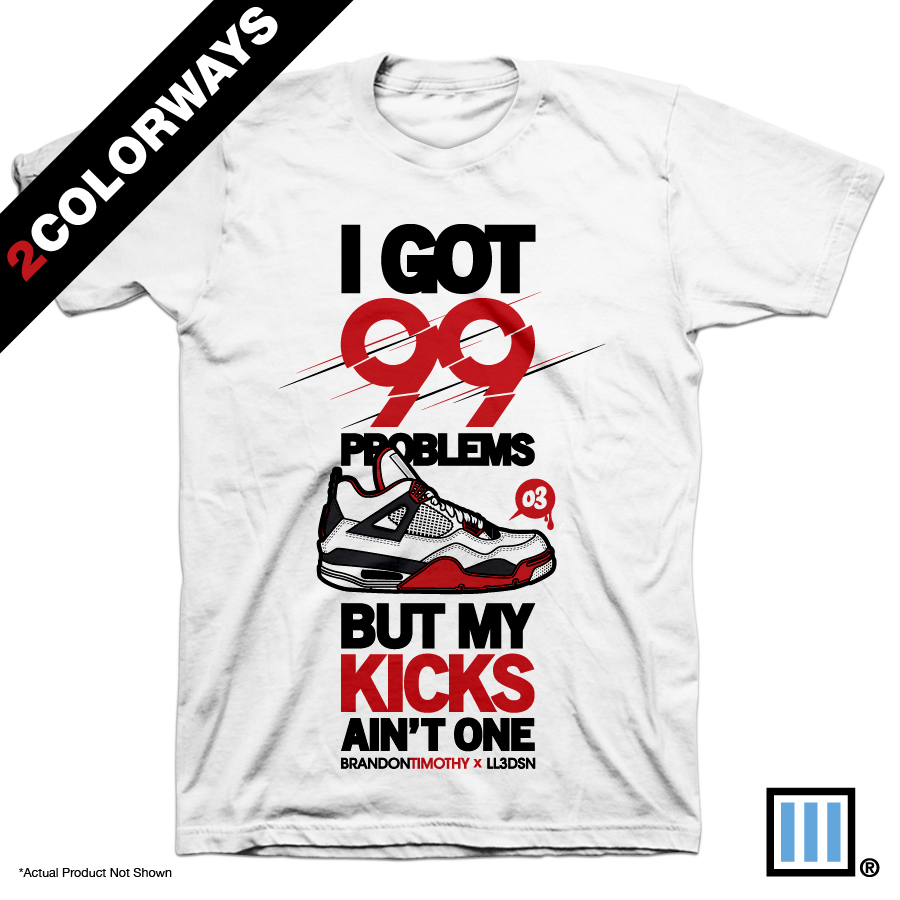 2COLORWAYS
I GOT
99
PROBLEMS
03
BUT MY
KICKS
AIN'T ONE
BRANDONTIMOTHY x LL3DSN
*Actual Product Not Shown
®